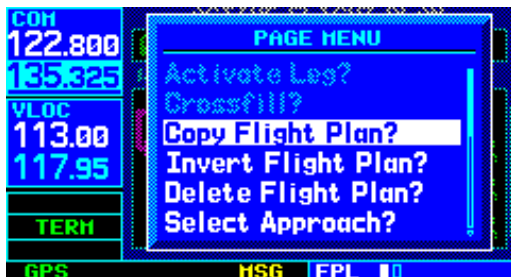 COM
122.800
135.325
VLOC
113.00
117.95
TERM
GPS
PAGE MENU
Activate Leg?
Crossfill?
Copy Flight Plan?
Invert Flight Plan?
Delete Flight Plan?
Select Approach?
MSG
FPL